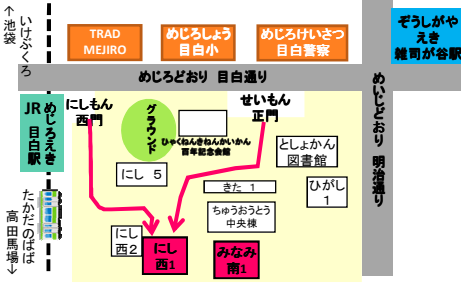 ↑池袋
いけぶくろ
TRAD
MEJIRO
めじろしょう
目白小
めじろけいさつ
目白警察
ぞうしがや
えき
雑司が谷駅
めじろどおり 目白通り
めいじどおり 明治通り
JR めじろえき
目白駅
にしもん
西門
グラウンド
ひゃくねんきねんかいかん
百年記念会館
せいもん
正門
としょかん
図書館
にし 5
きた 1
ひがし
1
ちゅうおうとう
中央棟
にし
西2
にし
西1
みなみ
南1
たかだのばば
高田馬場↓